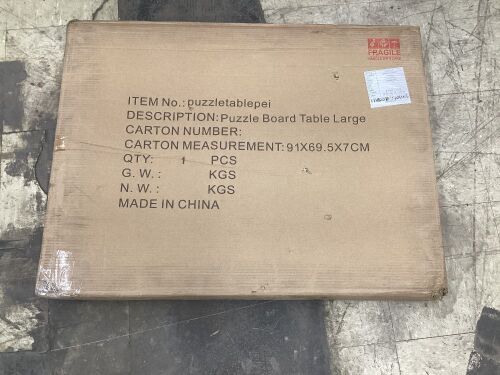 FRAGILE
ITEM No.:puzzletablepei
DESCRIPTION:Puzzle Board Table Large
CARTON NUMBER:
CARTON MEASUREMENT:91X69.5X7CM
QTY: 1 PCS
G. W. : KGS
N. W. : KGS
MADE IN CHINA